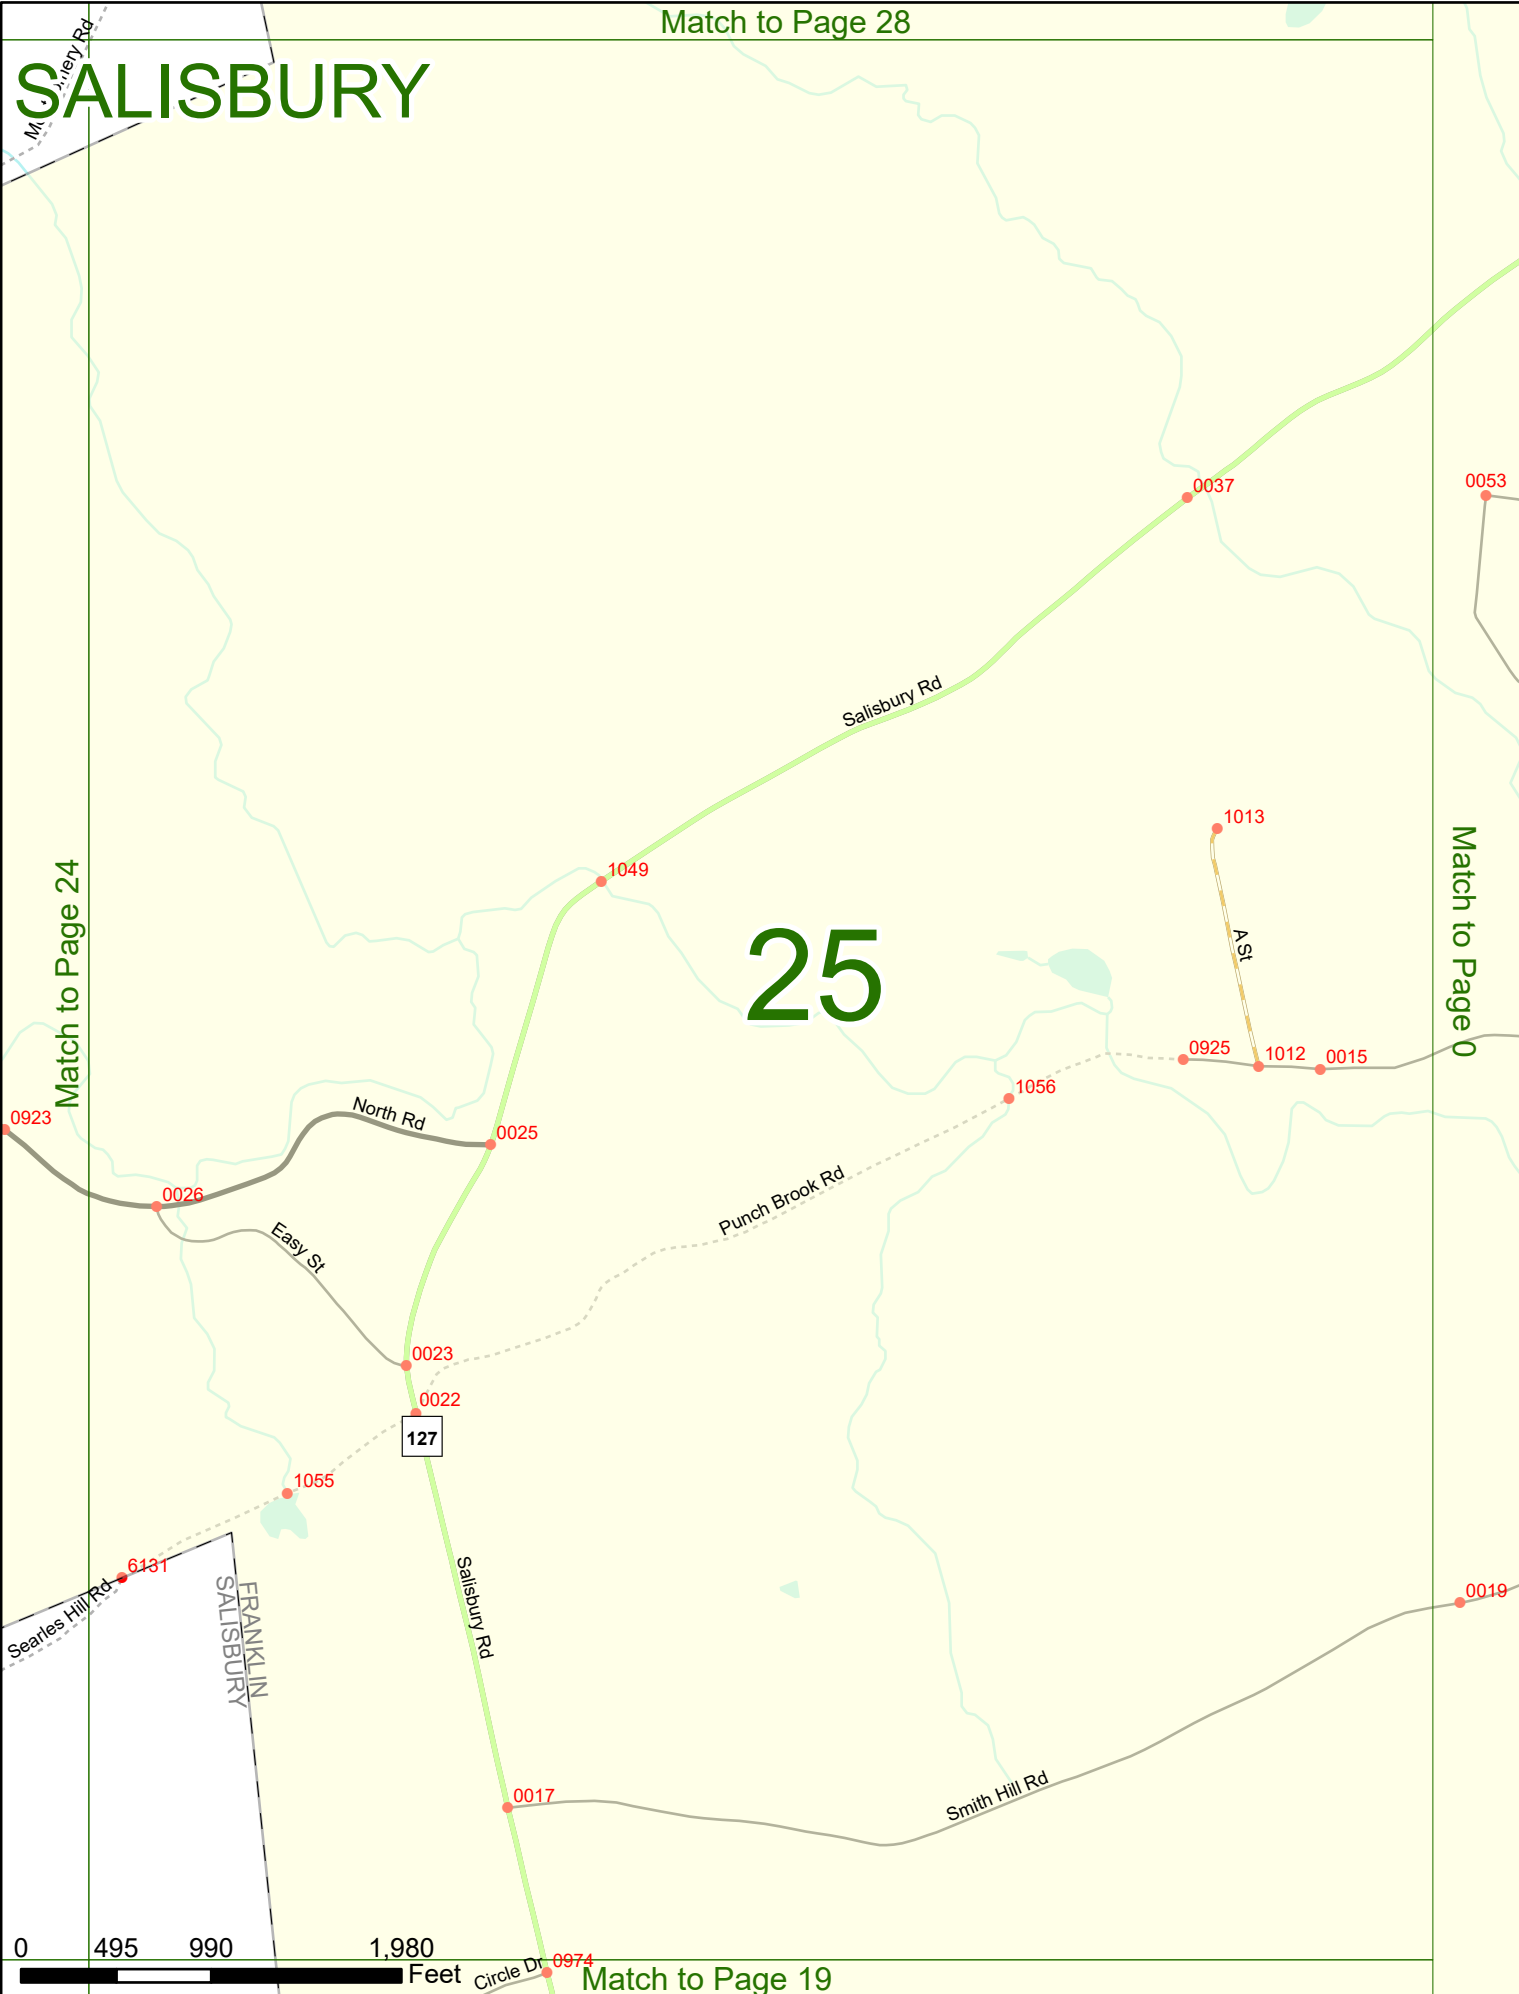 Match to Page 28
SALISBURY
0037
0053
Salisbury Rd
1013
1049
Match to Page 24
25
A St
Match to Page 0
0925
1012
0015
1056
0923
North Rd
0025
0026
Punch Brook Rd
Easy St
0023
0022
127
1055
6131
Searles Hill Rd
FRANKLIN
SALISBURY
Salisbury Rd
0019
0017
Smith Hill Rd
0 495 990 1,980
Feet
Circle Dr
0974
Match to Page 19